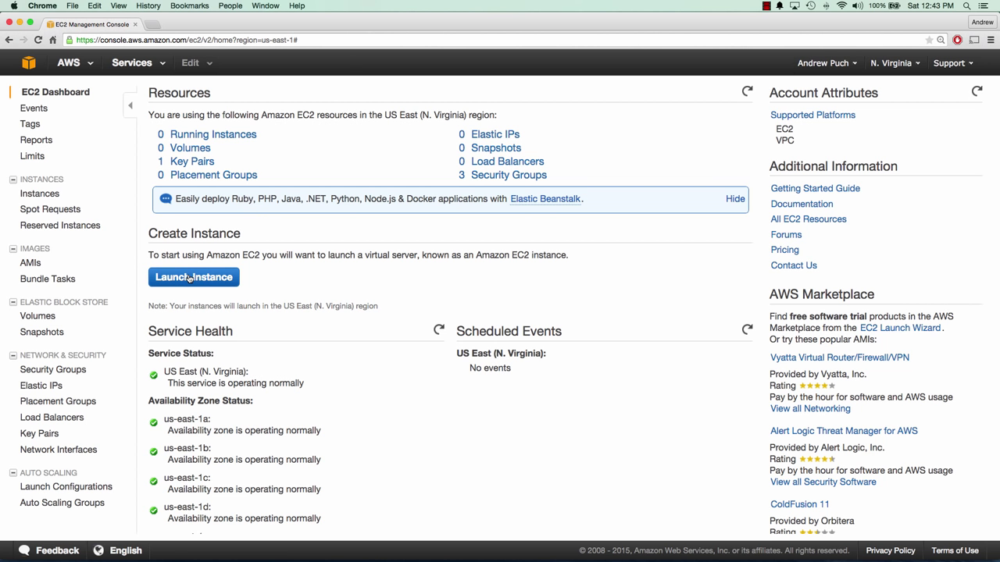 Chrome File Edit View History Bookmarks People Window Help
100% Sat 12:43 PM
EC2 Management Console
Andrew
https://console.aws.amazon.com/ec2/v2/home?region=us-east-1#
AWS Services Edit
Andrew Puch N. Virginia Support
EC2 Dashboard
Events
Tags
Reports
Limits
INSTANCES
Instances
Spot Requests
Reserved Instances
IMAGES
AMIs
Bundle Tasks
ELASTIC BLOCK STORE
Volumes
Snapshots
NETWORK & SECURITY
Security Groups
Elastic IPs
Placement Groups
Load Balancers
Key Pairs
Network Interfaces
AUTO SCALING
Launch Configurations
Auto Scaling Groups
Resources
You are using the following Amazon EC2 resources in the US East (N. Virginia) region:
0 Running Instances
0 Volumes
1 Key Pairs
0 Placement Groups
0 Elastic IPs
0 Snapshots
0 Load Balancers
3 Security Groups
Easily deploy Ruby, PHP, Java, .NET, Python, Node.js & Docker applications with Elastic Beanstalk.
Hide
Create Instance
To start using Amazon EC2 you will want to launch a virtual server, known as an Amazon EC2 instance.
Launch Instance
Note: Your instances will launch in the US East (N. Virginia) region
Service Health
Service Status:
US East (N. Virginia):
This service is operating normally
Availability Zone Status:
us-east-1a:
Availability zone is operating normally
us-east-1b:
Availability zone is operating normally
us-east-1c:
Availability zone is operating normally
us-east-1d:
Availability zone is operating normally
Scheduled Events
US East (N. Virginia):
No events
Account Attributes
Supported Platforms
EC2
VPC
Additional Information
Getting Started Guide
Documentation
All EC2 Resources
Forums
Pricing
Contact Us
AWS Marketplace
Find free software trial products in the AWS
Marketplace from the EC2 Launch Wizard.
Or try these popular AMIs:
Vyatta Virtual Router/Firewall/VPN
Provided by Vyatta, Inc.
Rating
Pay by the hour for software and AWS usage
View all Networking
Alert Logic Threat Manager for AWS
Provided by Alert Logic, Inc.
Rating
Pay by the hour for software and AWS usage
View all Security Software
ColdFusion 11
Provided by Orbitera
Rating
Feedback English
© 2008 - 2015, Amazon Web Services, Inc. or its affiliates. All rights reserved. Privacy Policy Terms of Use